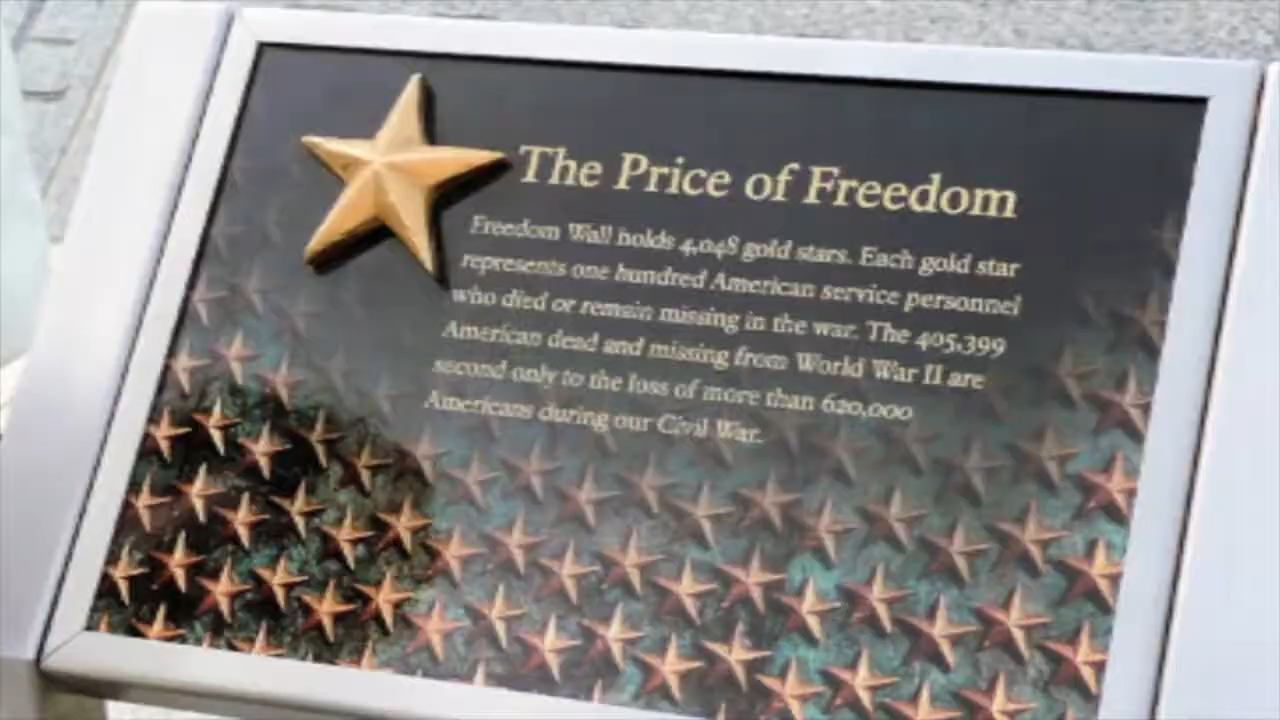 The Price of Freedom
Freedom Wall holds 4,048 gold stars. Each gold star
represents one hundred American service personnel
who died or remain missing in the war. The 405,399
American dead and missing from World War II are
second only to the loss of more than 620,000
Americans during our Civil War.